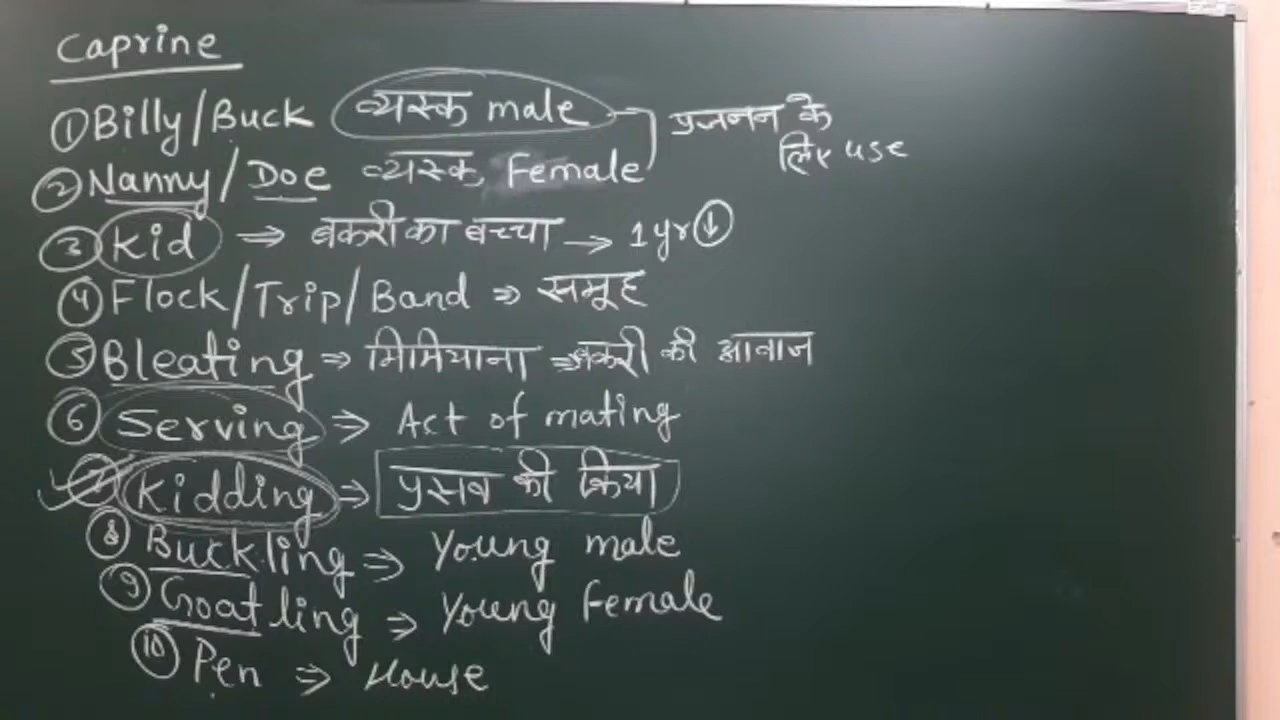 Caprine
① Billy/Buck व्यस्क male प्रजनन के
लिए use
② Nanny/Doe व्यस्क Female
③ Kid ⇒ बकरी का बच्चा → 1yr↓
④ Flock/Trip/Band ⇒ समूह
⑤ Bleating ⇒ मिमियाना ⇒ बकरी की आवाज
⑥ Serving ⇒ Act of mating
⑦ Kidding ⇒ प्रसव की क्रिया
⑧ Buckling ⇒ Young male
⑨ Goatling ⇒ Young Female
⑩ Pen ⇒ House